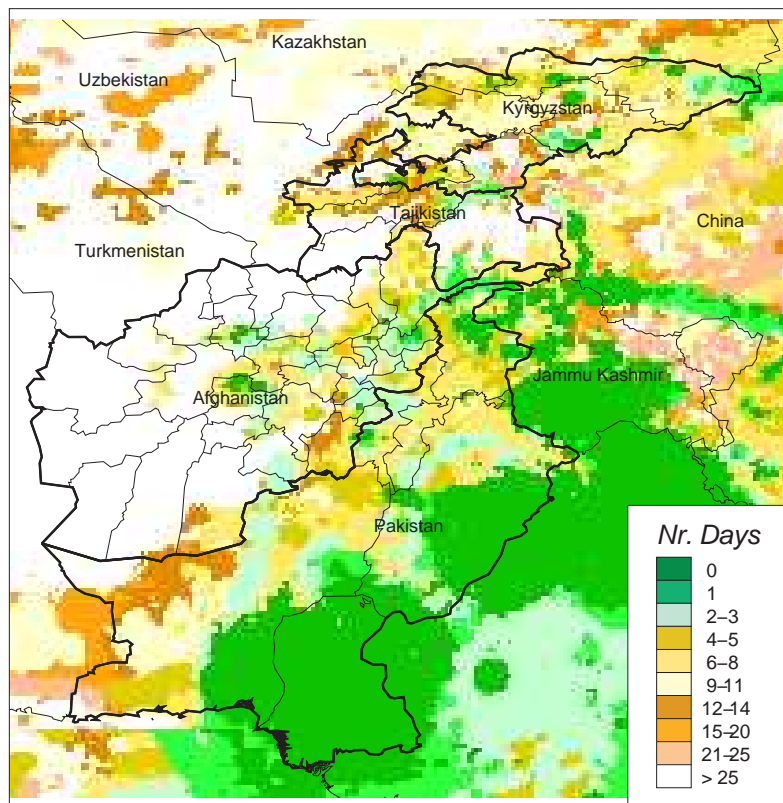 Kazakhstan
Uzbekistan
Kyrgyzstan
Tajikistan
China
Turkmenistan
Jammu Kashmir
Afghanistan
Pakistan
Nr. Days
0
1
2–3
4–5
6–8
9–11
12–14
15–20
21–25
> 25